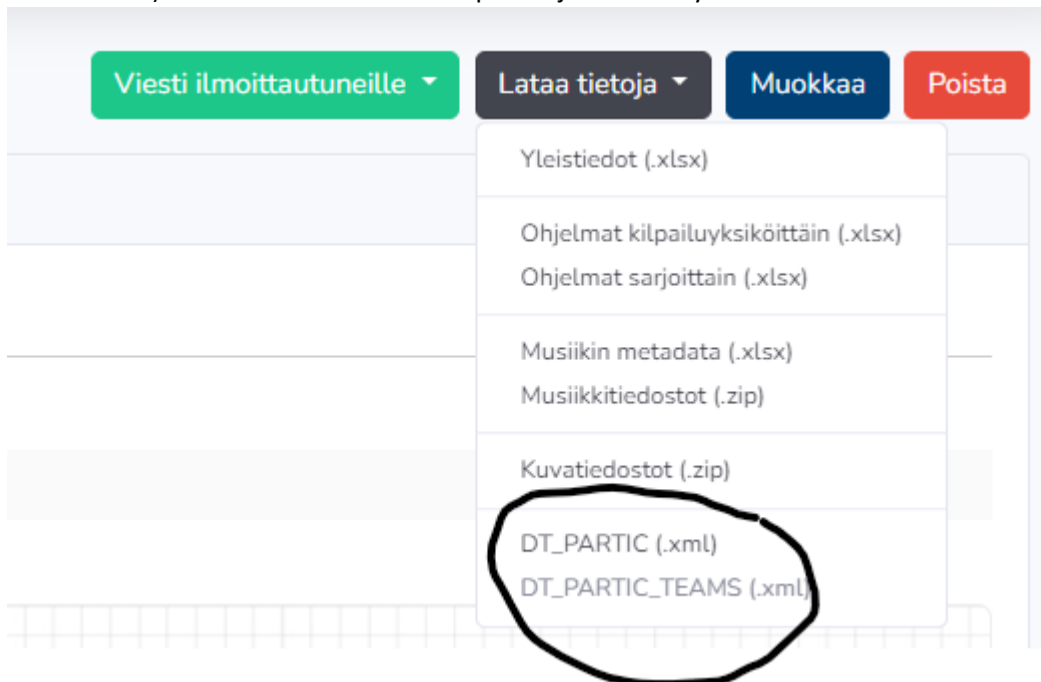 Viesti ilmoittautuneille Lataa tietoja Muokkaa Poista
Yleistiedot (.xlsx)
Ohjelmat kilpailuyksiköittäin (.xlsx)
Ohjelmat sarjoittain (.xlsx)
Musiikin metadata (.xlsx)
Musiikkitiedostot (.zip)
Kuvatiedostot (.zip)
DT_PARTIC (.xml)
DT_PARTIC_TEAMS (.xml)